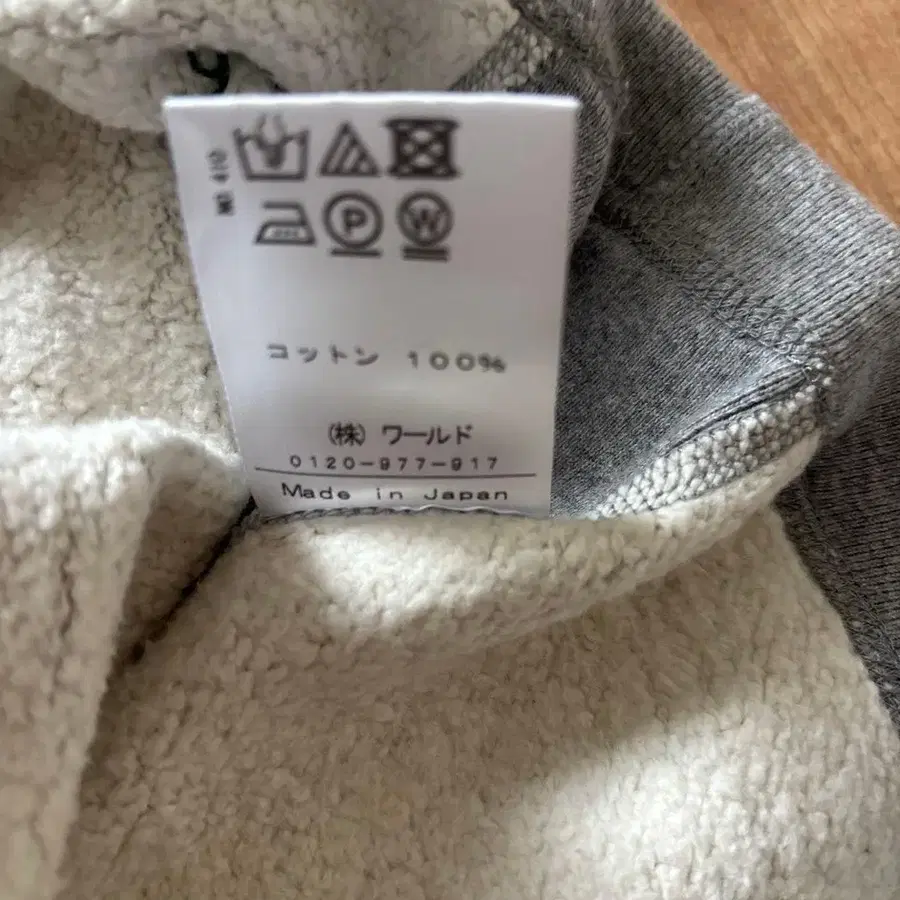 P W
コットン 100%
(株) ワールド
0120-977-917
Made in Japan